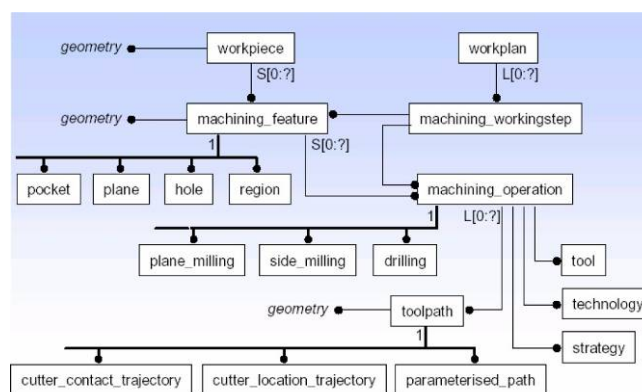 geometry
workpiece
workplan
S[0:?]
L[0:?]
geometry
machining_feature
machining_workingstep
1
S[0:?]
pocket
plane
hole
region
machining_operation
1
L[0:?]
plane_milling
side_milling
drilling
tool
geometry
toolpath
technology
1
strategy
cutter_contact_trajectory
cutter_location_trajectory
parameterised_path